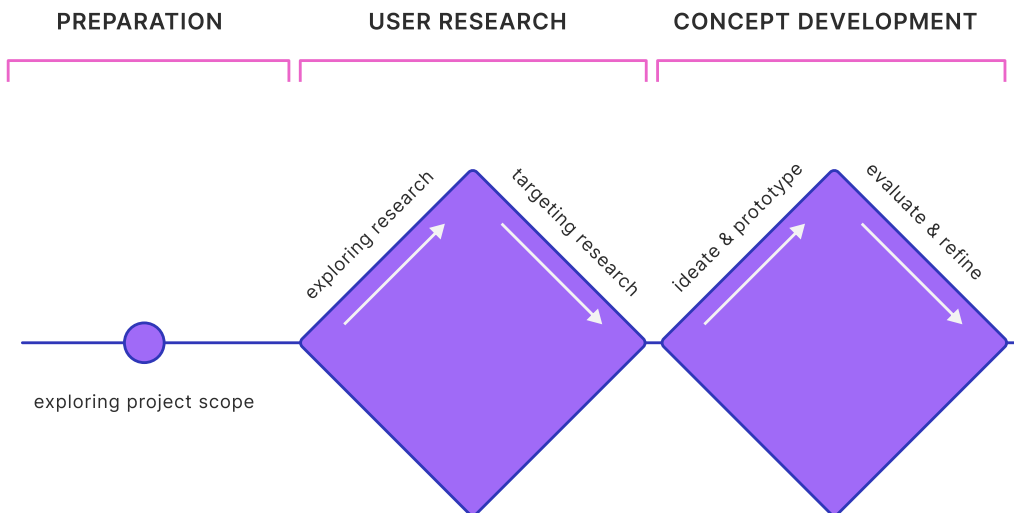 PREPARATION
USER RESEARCH
CONCEPT DEVELOPMENT
exploring research
targeting research
ideate & prototype
evaluate & refine
exploring project scope